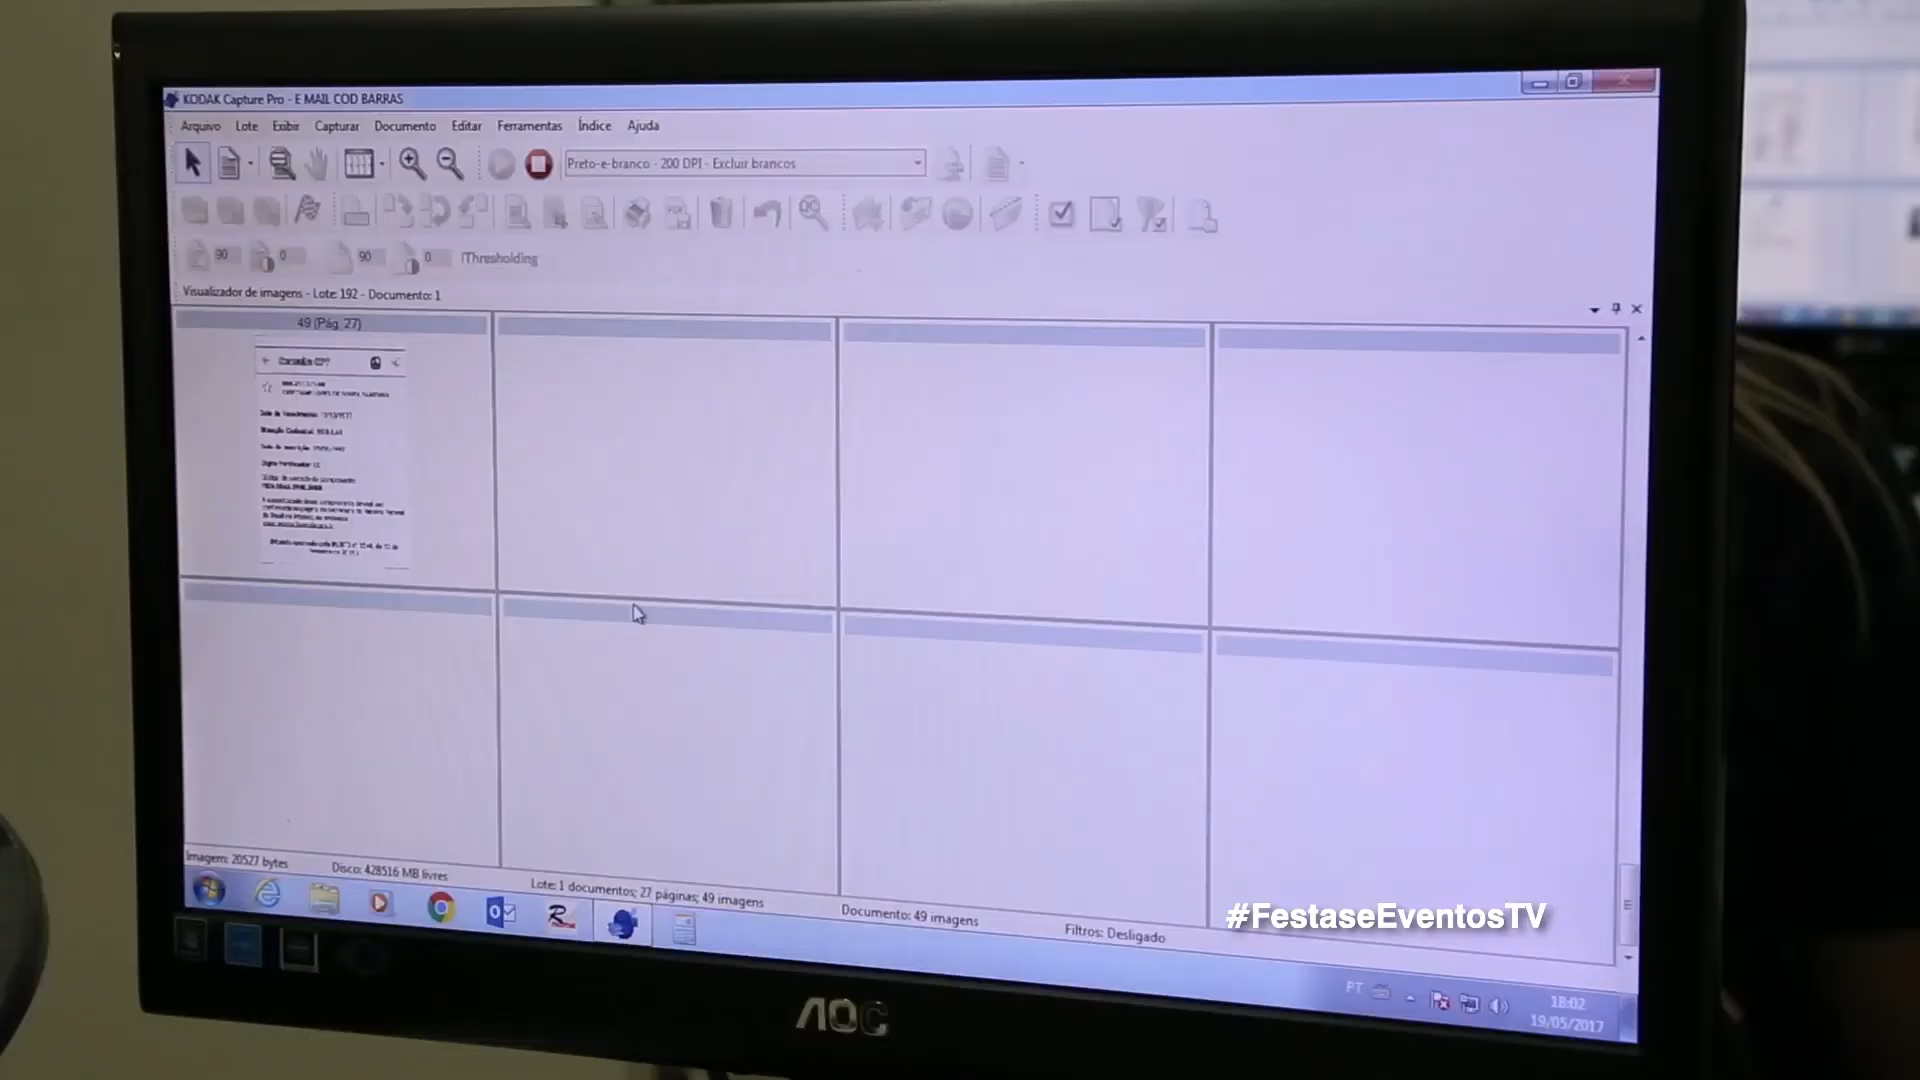 KODAK Capture Pro - E MAIL COD BARRAS
Arquivo Lote Exibir Capturar Documento Editar Ferramentas Índice Ajuda
Preto-e-branco - 200 DPI - Excluir brancos
90 0 90 0 iThresholding
Visualizador de imagens - Lote: 192 - Documento: 1
49 (Pág. 27)
Consulta CPF
Imagem: 20527 bytes Disco: 428516 MB livres Lote: 1 documentos; 27 páginas; 49 imagens Documento: 49 imagens Filtros: Desligado
#FestaseEventosTV
PT 18:02
19/05/2017
AOC